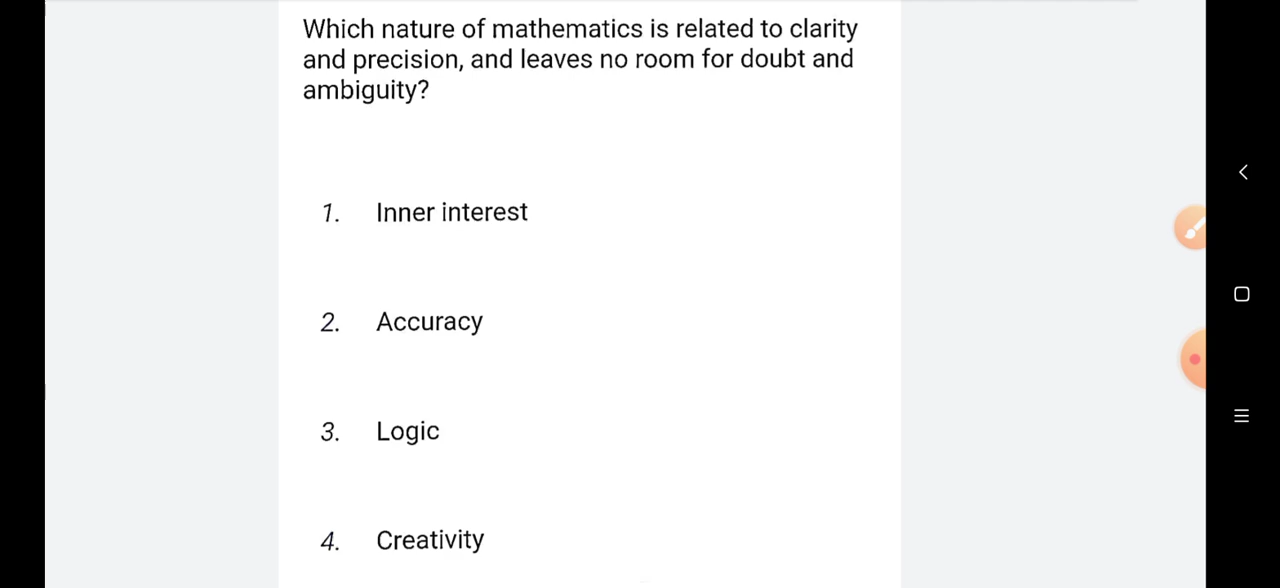 Which nature of mathematics is related to clarity
and precision, and leaves no room for doubt and
ambiguity?
1. Inner interest
2. Accuracy
3. Logic
4. Creativity